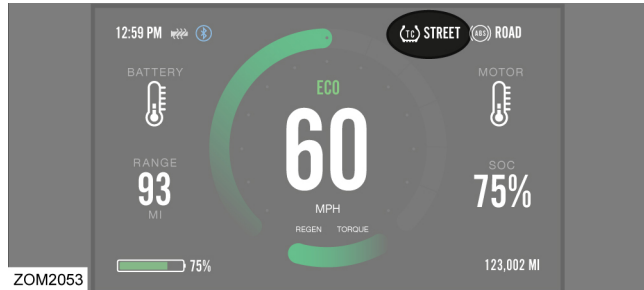 12:59 PM
TC STREET ABS ROAD
BATTERY
MOTOR
ECO
60
MPH
RANGE
93
MI
SOC
75%
REGEN TORQUE
75%
123,002 MI
ZOM2053